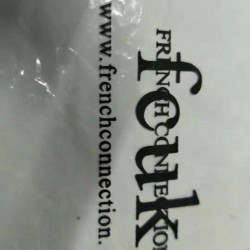 fcuk
FRENCH CONNECTION
www.frenchconnection.